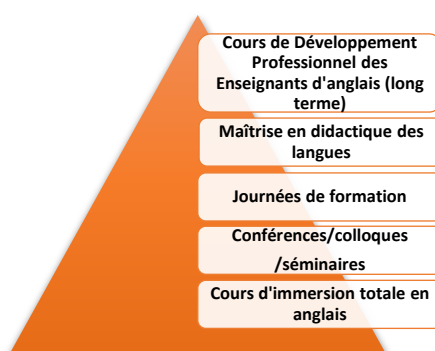 Cours de Développement
Professionnel des
Enseignants d'anglais (long
terme)
Maîtrise en didactique des
langues
Journées de formation
Conférences/colloques
/séminaires
Cours d'immersion totale en
anglais